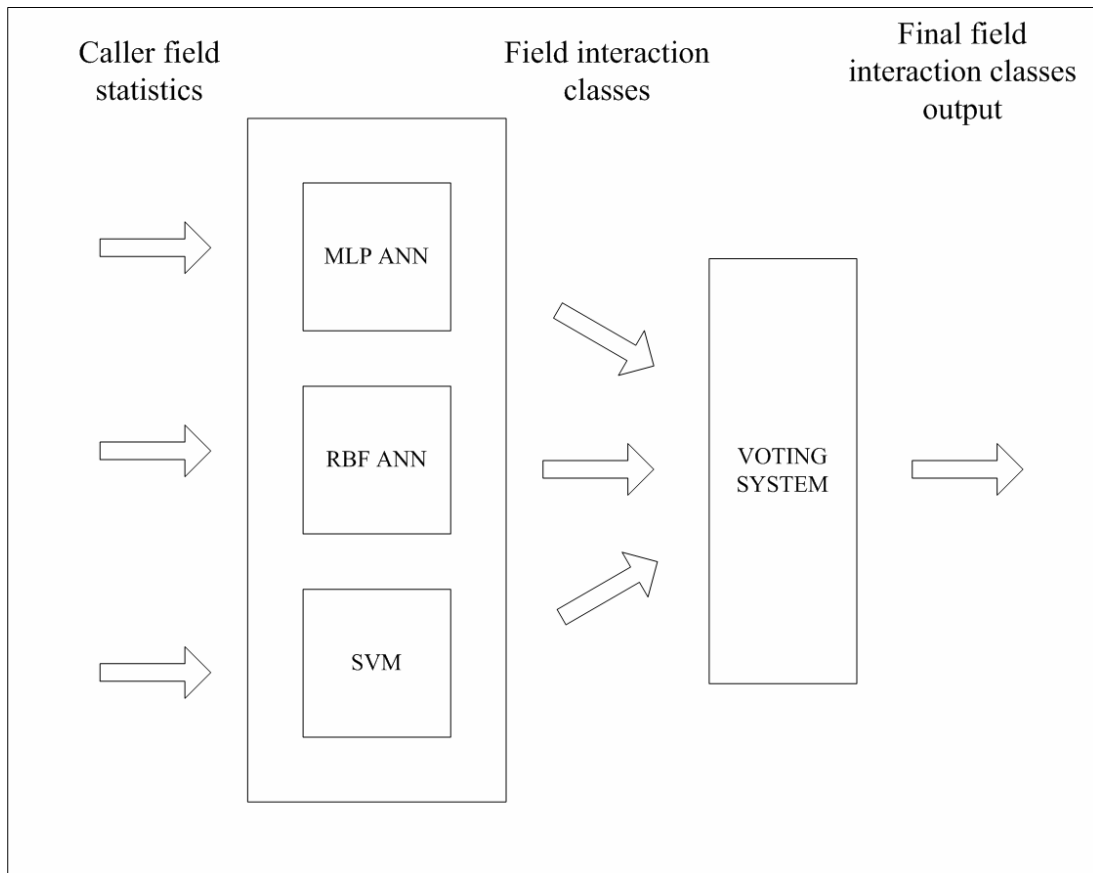 Caller field
statistics
Field interaction
classes
Final field
interaction classes
output
MLP ANN
RBF ANN
SVM
VOTING
SYSTEM